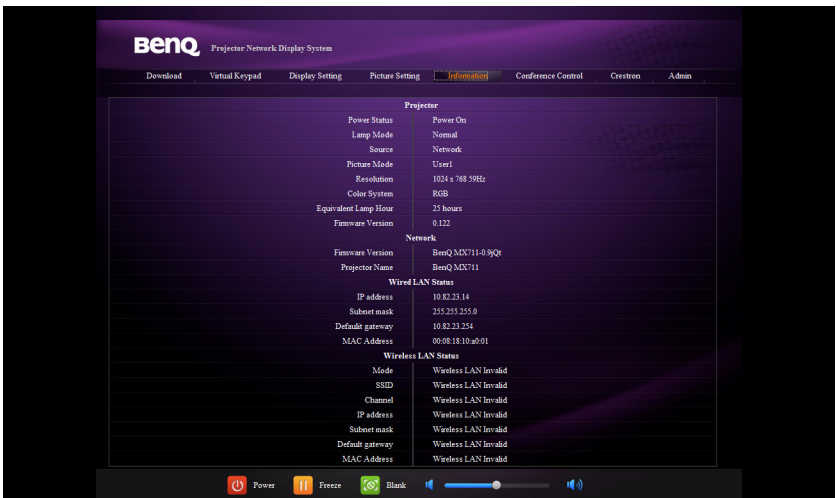 BenQ Projector Network Display System
Download Virtual Keypad Display Setting Picture Setting Information Conference Control Crestron Admin
Projector
Power Status Power On
Lamp Mode Normal
Source Network
Picture Mode User1
Resolution 1024 x 768 59Hz
Color System RGB
Equivalent Lamp Hour 25 hours
Firmware Version 0.122
Network
Firmware Version BenQ MX711-0.9jQt
Projector Name BenQ MX711
Wired LAN Status
IP address 10.82.23.14
Subnet mask 255.255.255.0
Defaulit gateway 10.82.23.254
MAC Address 00:08:18:10:a0:01
Wireless LAN Status
Mode Wireless LAN Invalid
SSID Wireless LAN Invalid
Channel Wireless LAN Invalid
IP address Wireless LAN Invalid
Subnet mask Wireless LAN Invalid
Default gateway Wireless LAN Invalid
MAC Address Wireless LAN Invalid
Power Freeze Blank